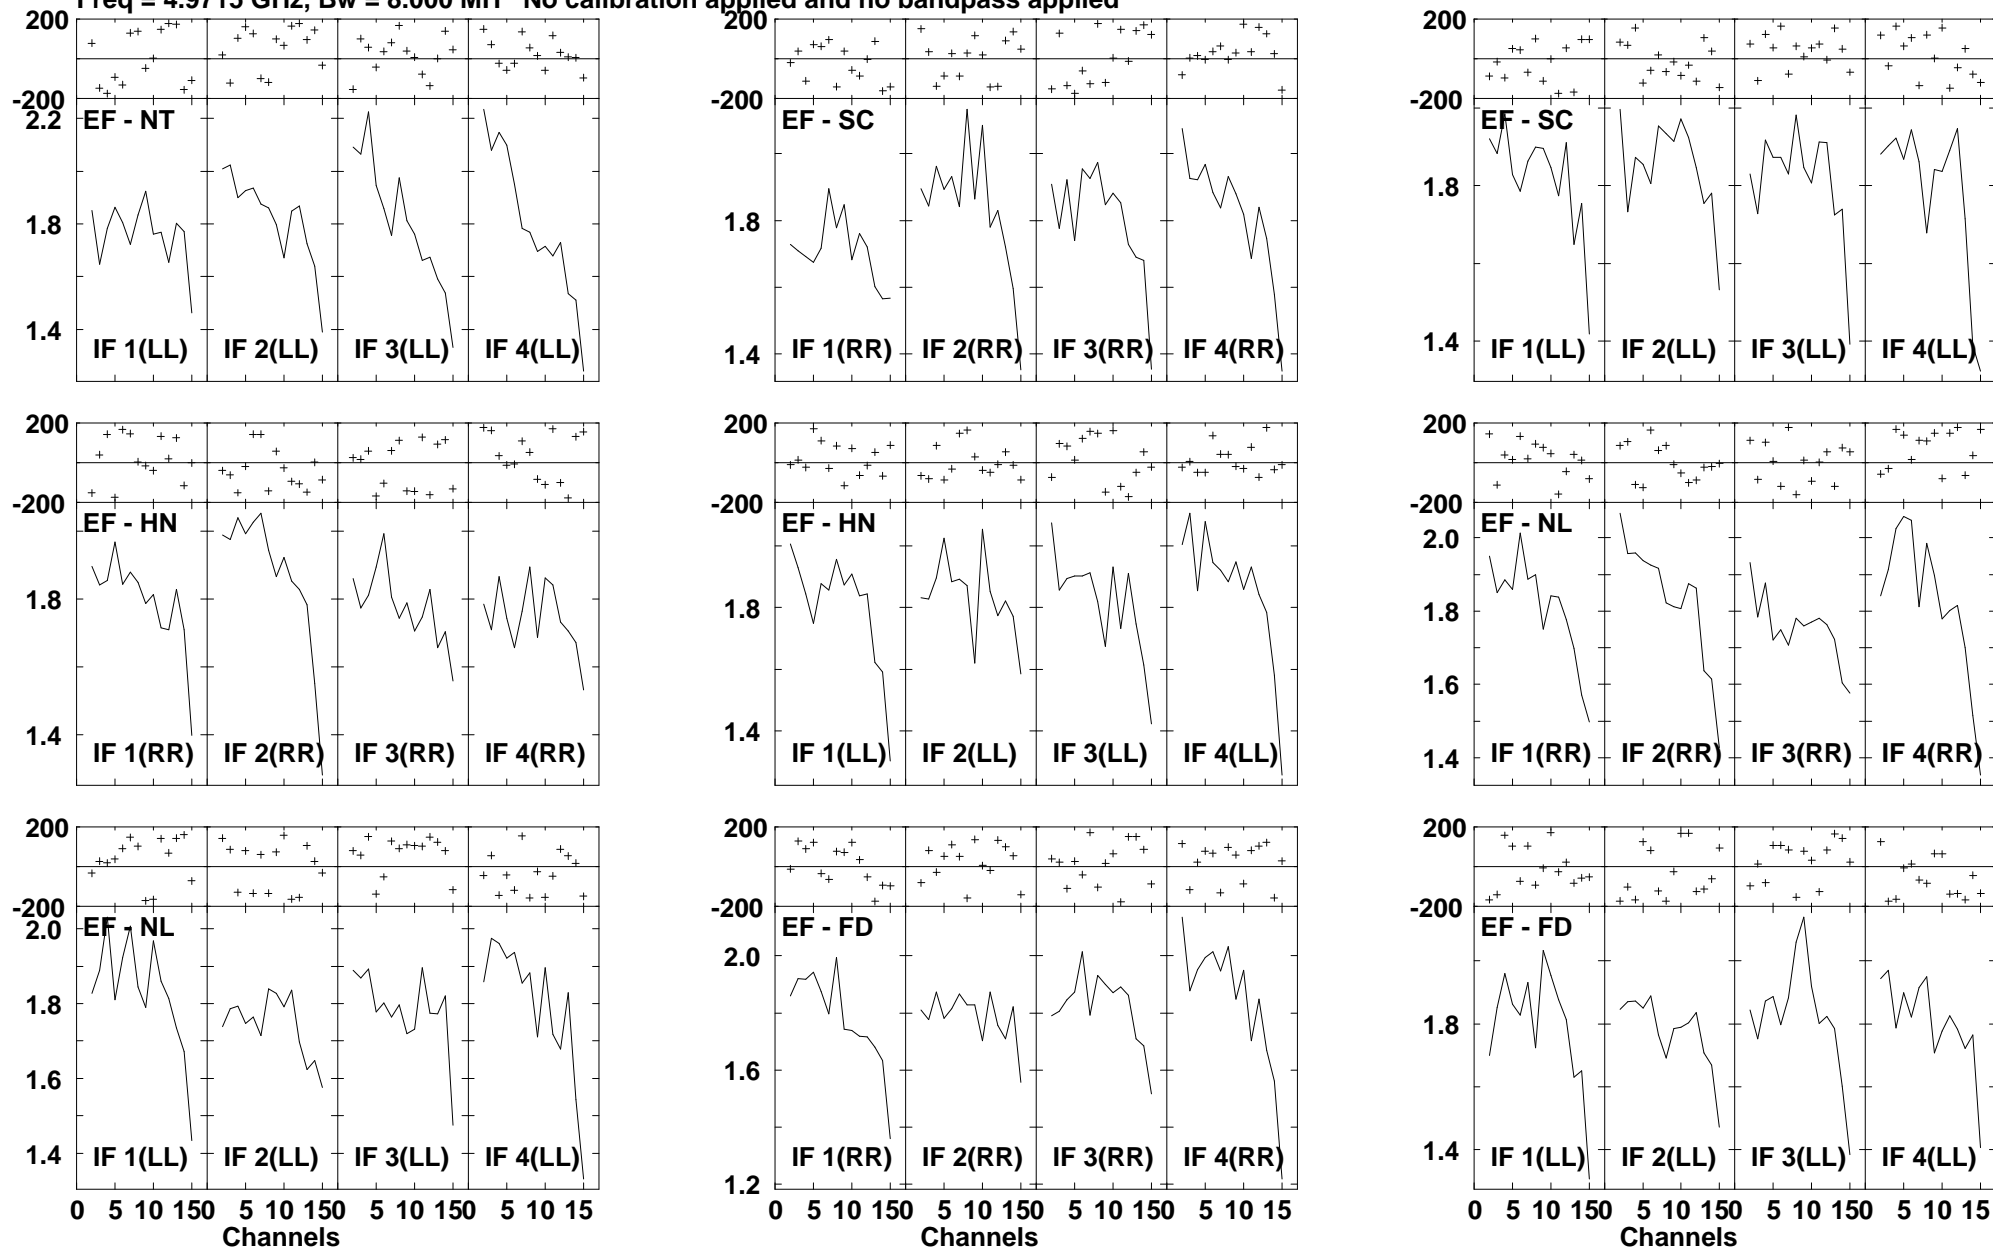 Freq = 4.9715 GHz, Bw = 8.000 MH No calibration applied and no bandpass applied
200
-200
EF - NT
2.2
1.8
1.4
IF 1(LL) IF 2(LL) IF 3(LL) IF 4(LL)
200
-200
EF - SC
1.8
1.4
IF 1(RR) IF 2(RR) IF 3(RR) IF 4(RR)
200
-200
EF - SC
1.8
1.4
IF 1(LL) IF 2(LL) IF 3(LL) IF 4(LL)
200
-200
EF - HN
1.8
1.4
IF 1(RR) IF 2(RR) IF 3(RR) IF 4(RR)
200
-200
EF - HN
1.8
1.4
IF 1(LL) IF 2(LL) IF 3(LL) IF 4(LL)
200
-200
EF - NL
2.0
1.8
1.6
1.4
IF 1(RR) IF 2(RR) IF 3(RR) IF 4(RR)
200
-200
EF - NL
2.0
1.8
1.6
1.4
IF 1(LL) IF 2(LL) IF 3(LL) IF 4(LL)
0 5 10 150 5 10 150 5 10 150 5 10 15
Channels
200
-200
EF - FD
2.0
1.6
1.2
IF 1(RR) IF 2(RR) IF 3(RR) IF 4(RR)
0 5 10 150 5 10 150 5 10 150 5 10 15
Channels
200
-200
EF - FD
1.8
1.4
IF 1(LL) IF 2(LL) IF 3(LL) IF 4(LL)
0 5 10 150 5 10 150 5 10 150 5 10 15
Channels